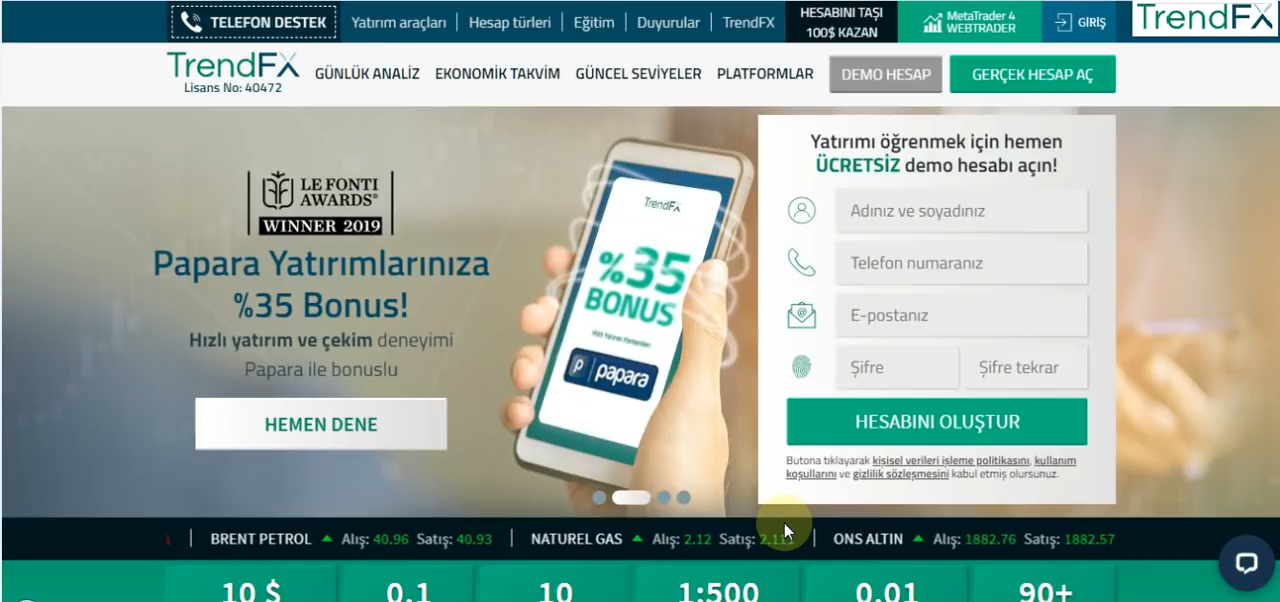 TELEFON DESTEK
Yatırım araçları
Hesap türleri
Eğitim
Duyurular
TrendFX
HESABINI TAŞI
100$ KAZAN
MetaTrader 4
WEBTRADER
GİRİŞ
TrendFX
TrendFX
Lisans No: 40472
GÜNLÜK ANALİZ
EKONOMİK TAKVİM
GÜNCEL SEVİYELER
PLATFORMLAR
DEMO HESAP
GERÇEK HESAP AÇ
LE FONTI
AWARDS®
WINNER 2019
Papara Yatırımlarınıza
%35 Bonus!
Hızlı yatırım ve çekim deneyimi
Papara ile bonuslu
HEMEN DENE
TrendFX
%35
BONUS
papara
Yatırımı öğrenmek için hemen
ÜCRETSİZ demo hesabı açın!
Adınız ve soyadınız
Telefon numaranız
E-postanız
Şifre
Şifre tekrar
HESABINI OLUŞTUR
Butona tıklayarak kişisel verileri işleme politikasını, kullanım
koşullarını ve gizlilik sözleşmesini kabul etmiş olursunuz.
BRENT PETROL Alış: 40.96 Satış: 40.93
NATUREL GAS Alış: 2.12 Satış: 2.111
ONS ALTIN Alış: 1882.76 Satış: 1882.57
10 $
0.1
10
1:500
0.01
90+